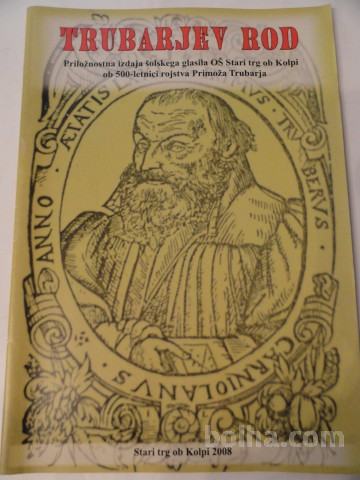 TRUBARJEV ROD
Priložnostna izdaja šolskega glasila OŠ Stari trg ob Kolpi
ob 500-letnici rojstva Primoža Trubarja
ANNO ÆTATIS
TRV
BERVS
CARNIOLANVS.
Stari trg ob Kolpi 2008
bolha.com